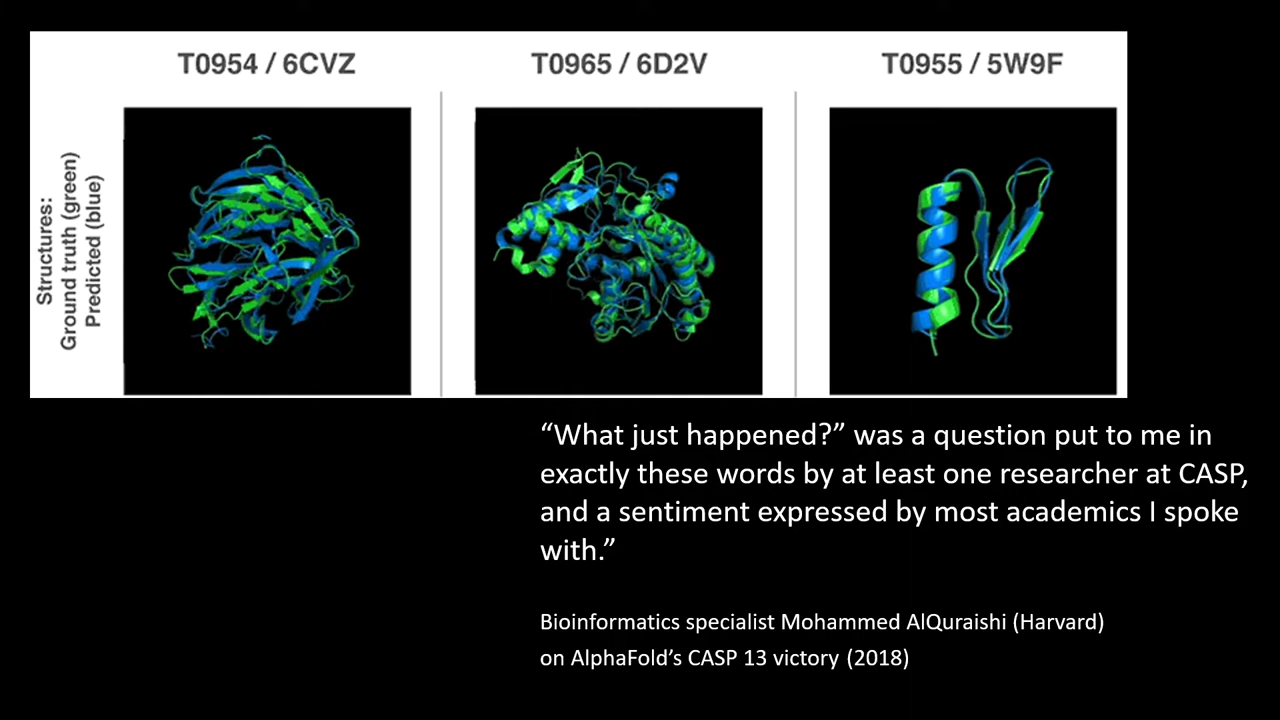 T0954 / 6CVZ
T0965 / 6D2V
T0955 / 5W9F
Structures:
Ground truth (green)
Predicted (blue)
“What just happened?” was a question put to me in
exactly these words by at least one researcher at CASP,
and a sentiment expressed by most academics I spoke
with.”
Bioinformatics specialist Mohammed AlQuraishi (Harvard)
on AlphaFold’s CASP 13 victory (2018)